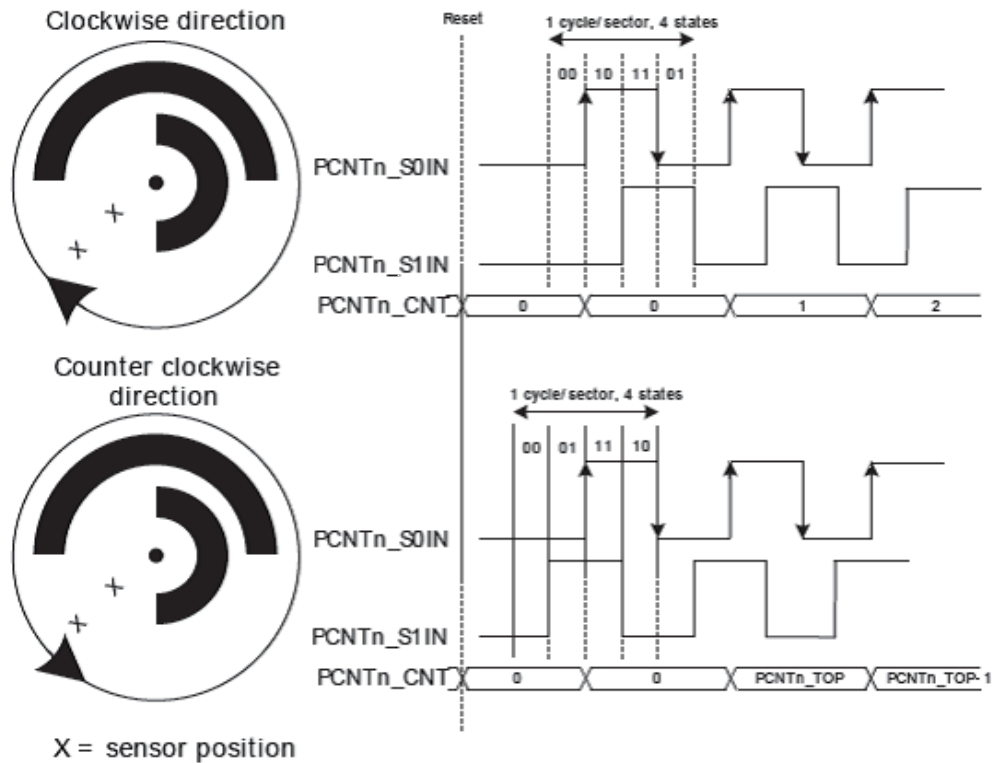 Clockwise direction
Reset
1 cycle/sector, 4 states
00 10 11 01
PCNTn_S0IN
PCNTn_S1IN
PCNTn_CNT 0 0 1 2
Counter clockwise
direction
1 cycle/sector, 4 states
00 01 11 10
PCNTn_S0IN
PCNTn_S1IN
PCNTn_CNT 0 0 PCNTn_TOP PCNTn_TOP-1
X = sensor position